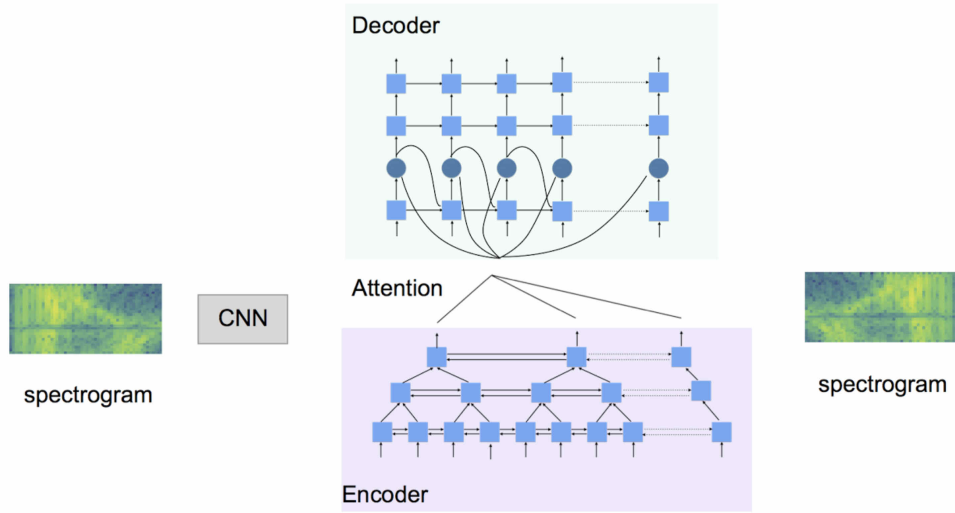 Decoder
Attention
CNN
spectrogram
spectrogram
Encoder